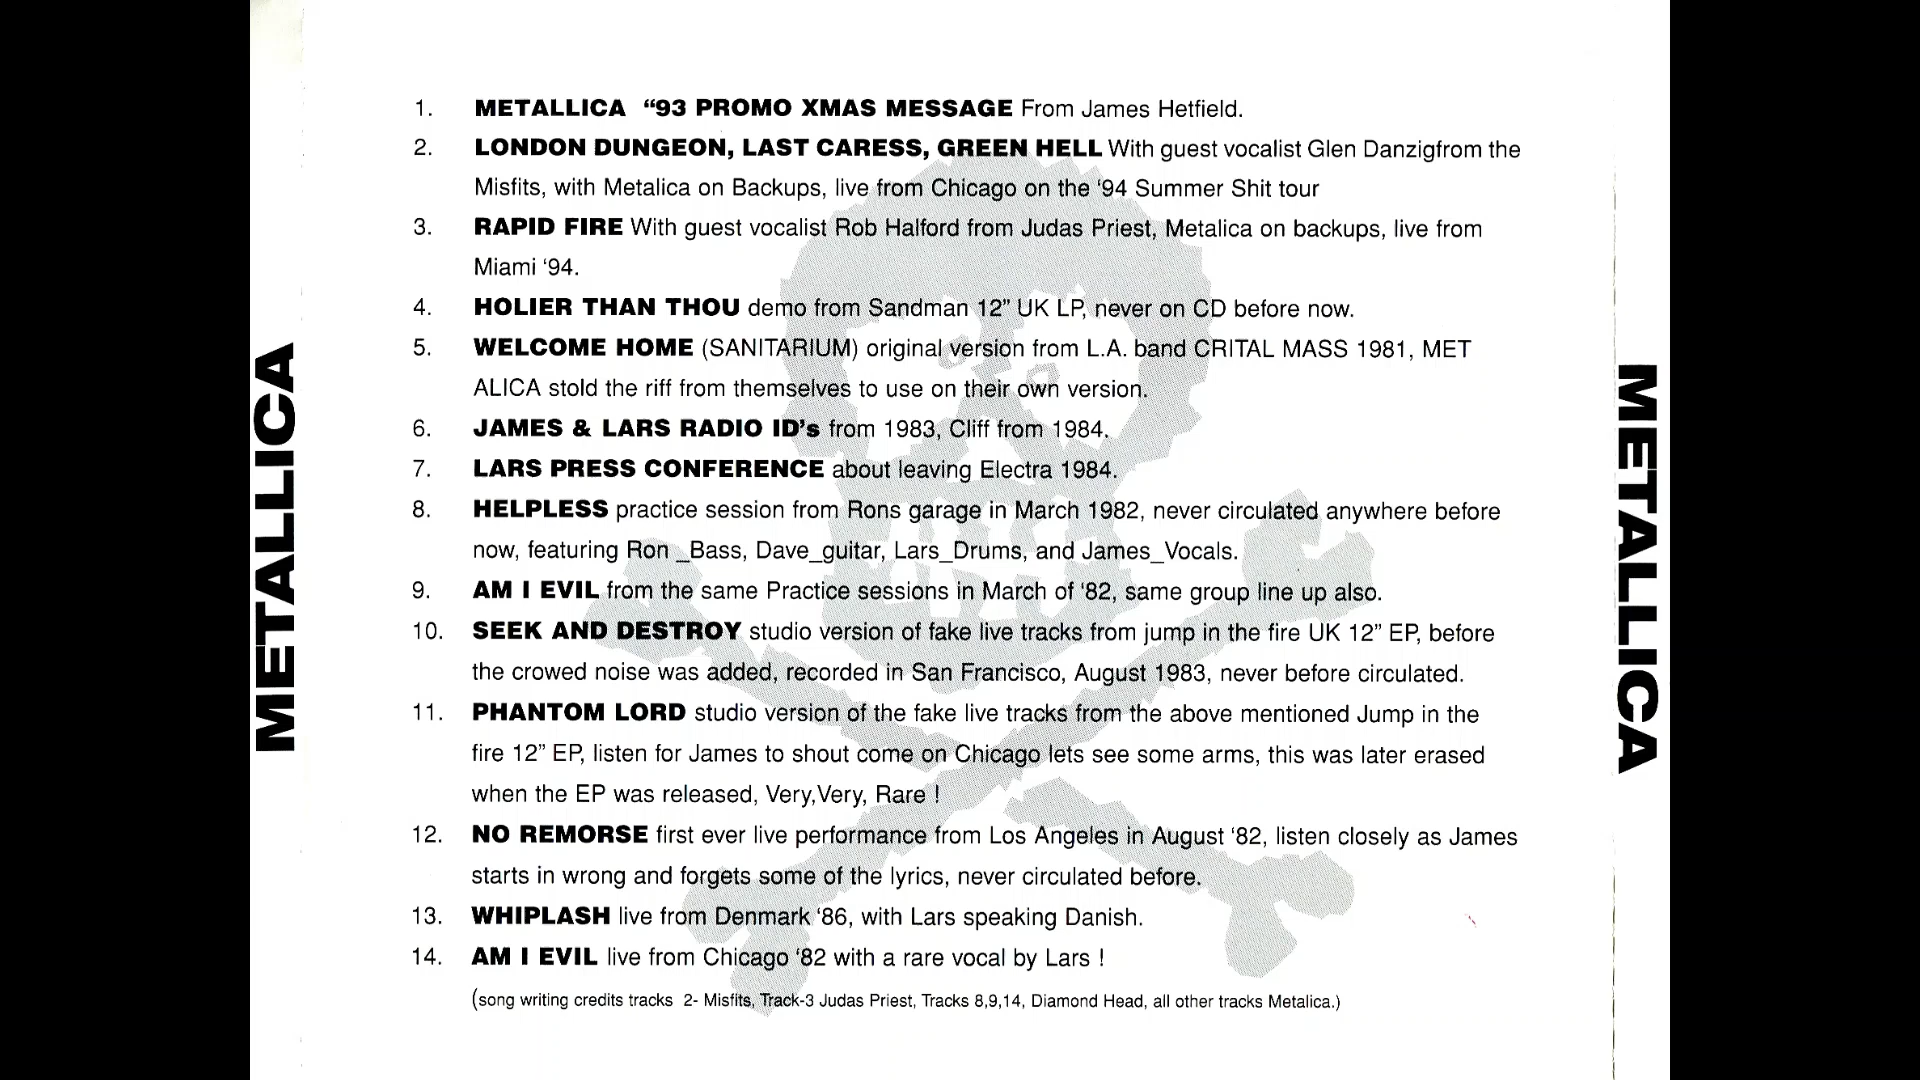 METALLICA
1. METALLICA “93 PROMO XMAS MESSAGE From James Hetfield.
2. LONDON DUNGEON, LAST CARESS, GREEN HELL With guest vocalist Glen Danzigfrom the
Misfits, with Metalica on Backups, live from Chicago on the ‘94 Summer Shit tour
3. RAPID FIRE With guest vocalist Rob Halford from Judas Priest, Metalica on backups, live from
Miami ‘94.
4. HOLIER THAN THOU demo from Sandman 12” UK LP, never on CD before now.
5. WELCOME HOME (SANITARIUM) original version from L.A. band CRITAL MASS 1981, MET
ALICA stold the riff from themselves to use on their own version.
6. JAMES & LARS RADIO ID’s from 1983, Cliff from 1984.
7. LARS PRESS CONFERENCE about leaving Electra 1984.
8. HELPLESS practice session from Rons garage in March 1982, never circulated anywhere before
now, featuring Ron _Bass, Dave_guitar, Lars_Drums, and James_Vocals.
9. AM I EVIL from the same Practice sessions in March of ‘82, same group line up also.
10. SEEK AND DESTROY studio version of fake live tracks from jump in the fire UK 12” EP, before
the crowed noise was added, recorded in San Francisco, August 1983, never before circulated.
11. PHANTOM LORD studio version of the fake live tracks from the above mentioned Jump in the
fire 12” EP, listen for James to shout come on Chicago lets see some arms, this was later erased
when the EP was released, Very,Very, Rare !
12. NO REMORSE first ever live performance from Los Angeles in August ‘82, listen closely as James
starts in wrong and forgets some of the lyrics, never circulated before.
13. WHIPLASH live from Denmark ‘86, with Lars speaking Danish.
14. AM I EVIL live from Chicago ‘82 with a rare vocal by Lars !
(song writing credits tracks 2- Misfits, Track-3 Judas Priest, Tracks 8,9,14, Diamond Head, all other tracks Metalica.)
METALLICA